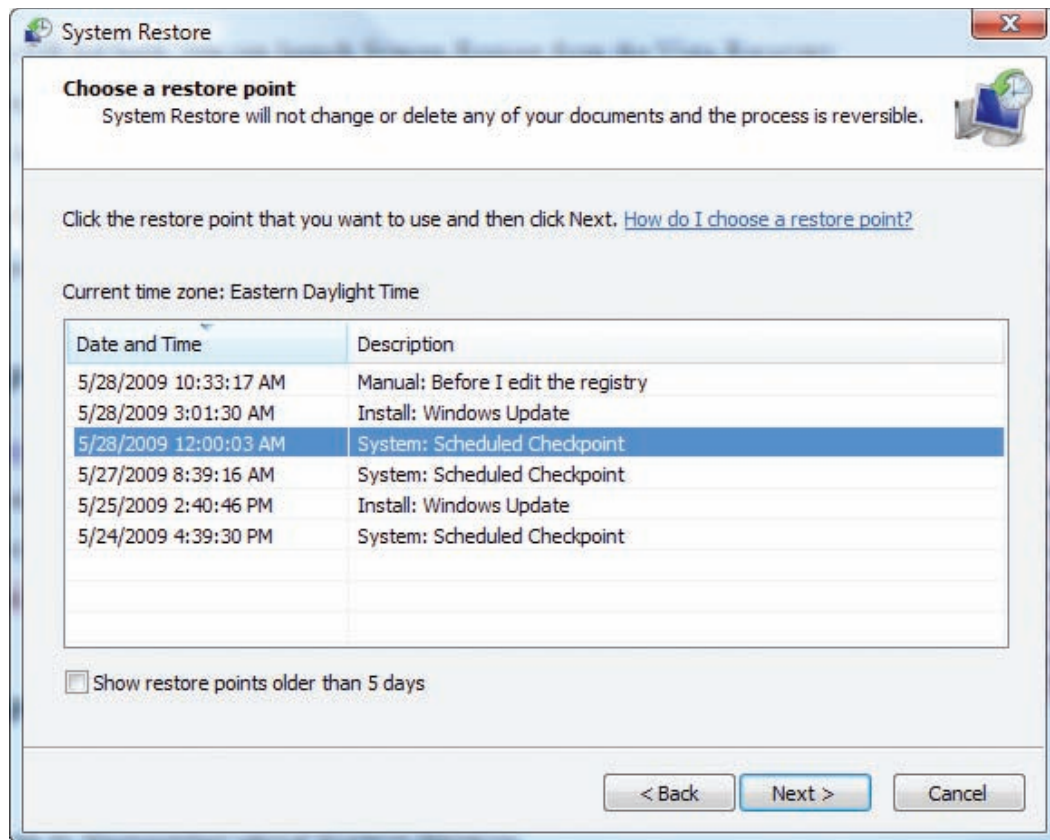 System Restore
Choose a restore point
System Restore will not change or delete any of your documents and the process is reversible.
Click the restore point that you want to use and then click Next. How do I choose a restore point?
Current time zone: Eastern Daylight Time
Date and Time Description
5/28/2009 10:33:17 AM Manual: Before I edit the registry
5/28/2009 3:01:30 AM Install: Windows Update
5/28/2009 12:00:03 AM System: Scheduled Checkpoint
5/27/2009 8:39:16 AM System: Scheduled Checkpoint
5/25/2009 2:40:46 PM Install: Windows Update
5/24/2009 4:39:30 PM System: Scheduled Checkpoint
Show restore points older than 5 days
< Back Next > Cancel